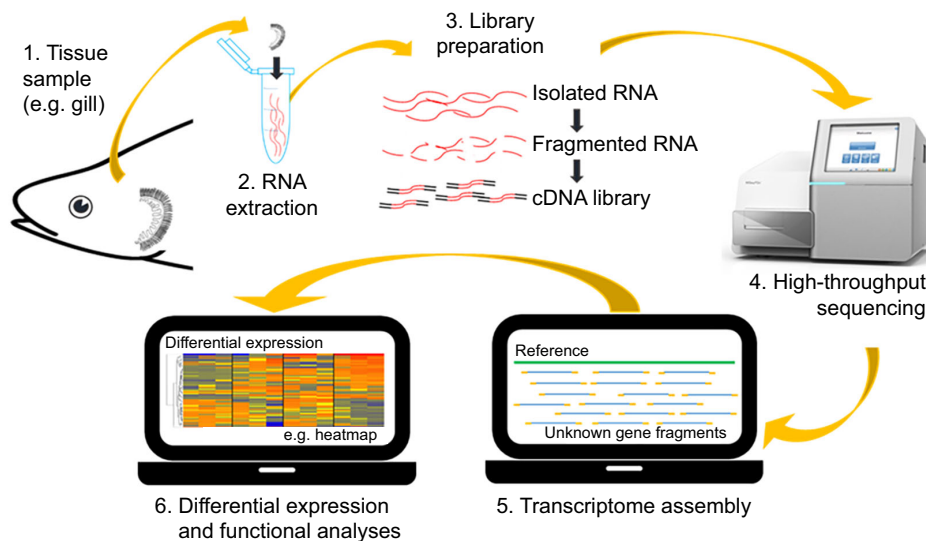 1. Tissue
sample
(e.g. gill)
2. RNA
extraction
3. Library
preparation
Isolated RNA
Fragmented RNA
cDNA library
4. High-throughput
sequencing
Reference
Unknown gene fragments
5. Transcriptome assembly
Differential expression
e.g. heatmap
6. Differential expression
and functional analyses